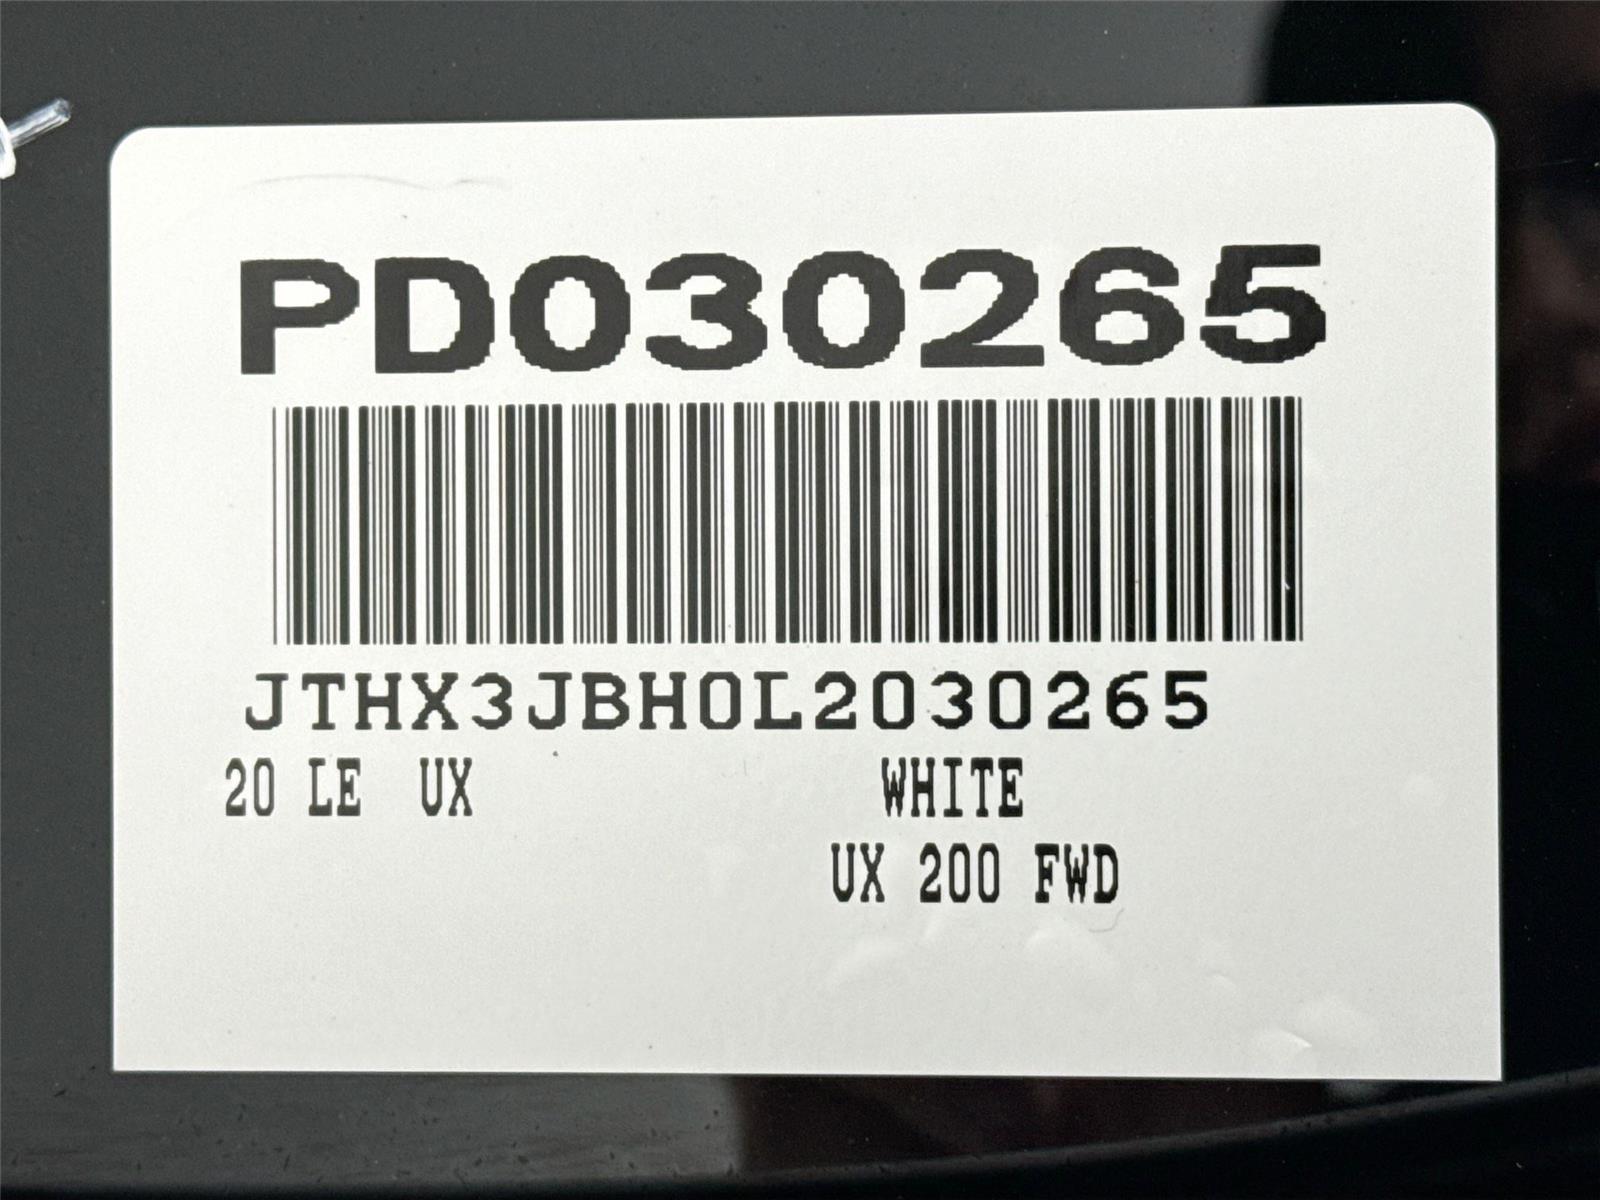 PD030265
JTHX3JBH0L2030265
20 LE UX WHITE
UX 200 FWD